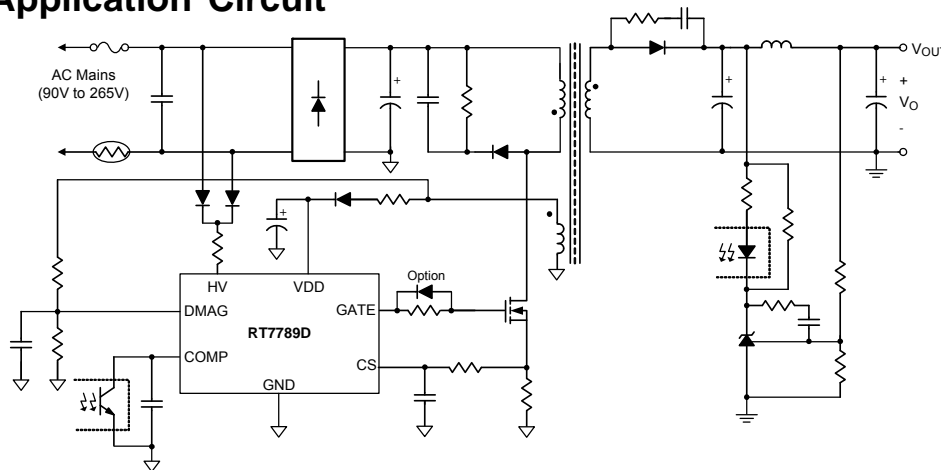 Application Circuit
AC Mains
(90V to 265V)
+
+
+
VOUT
+
VO
-
+
HV
VDD
Option
DMAG
GATE
RT7789D
COMP
CS
GND